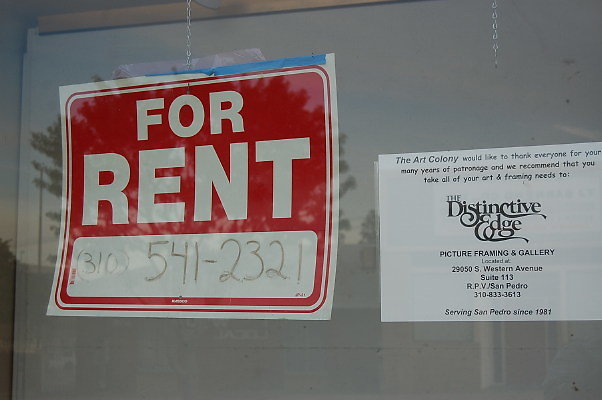 FOR
RENT
(310) 541-2321
The Art Colony would like to thank everyone for your
many years of patronage and we recommend that you
take all of your art & framing needs to:
THE
Distinctive
Edge
PICTURE FRAMING & GALLERY
Located at:
29050 S. Western Avenue
Suite 113
R.P.V./San Pedro
310-833-3613
Serving San Pedro since 1981